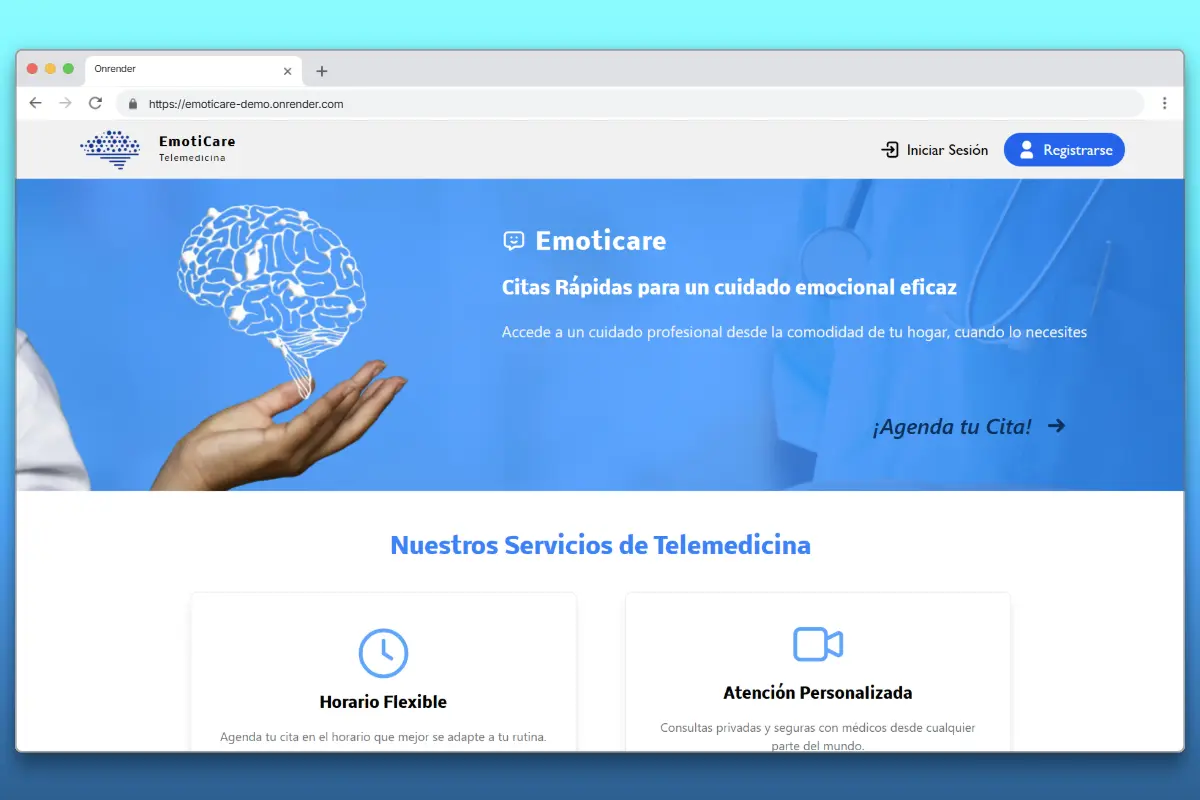 Onrender
https://emoticare-demo.onrender.com
EmotiCare
Telemedicina
Iniciar Sesión
Registrarse
Emoticare
Citas Rápidas para un cuidado emocional eficaz
Accede a un cuidado profesional desde la comodidad de tu hogar, cuando lo necesites
¡Agenda tu Cita!
Nuestros Servicios de Telemedicina
Horario Flexible
Agenda tu cita en el horario que mejor se adapte a tu rutina.
Atención Personalizada
Consultas privadas y seguras con médicos desde cualquier
parte del mundo.